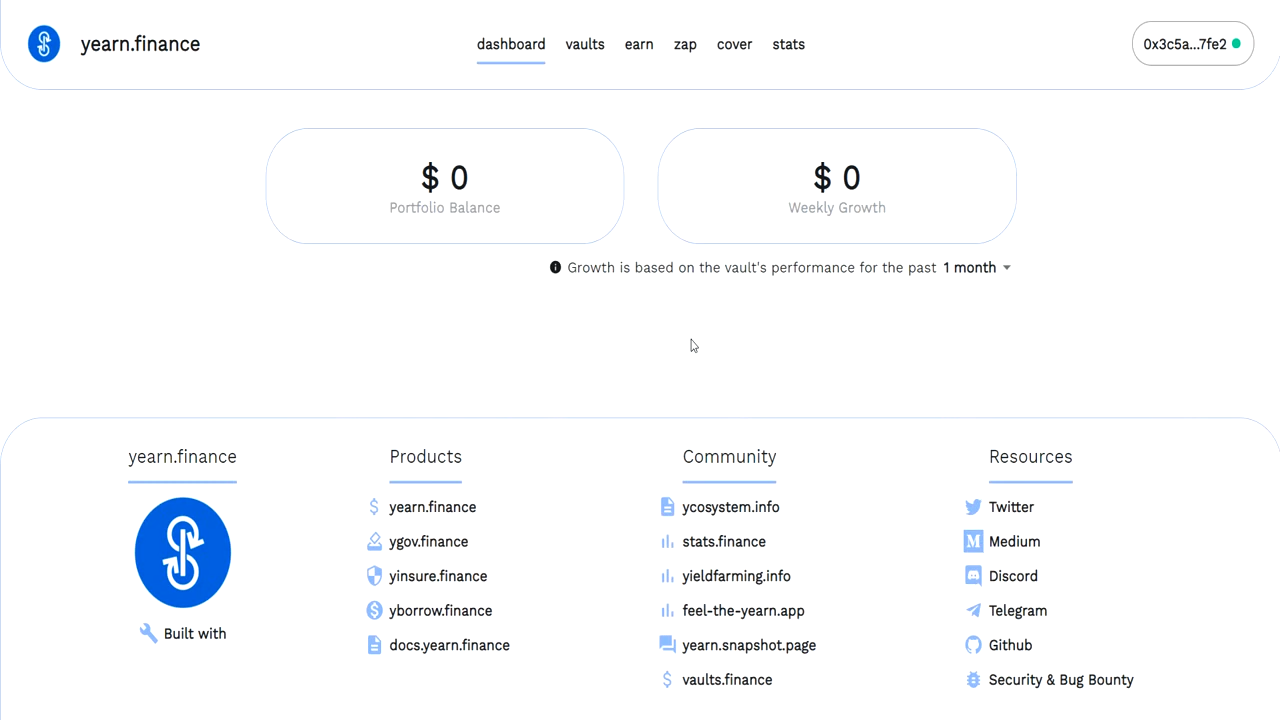 yearn.finance
dashboard vaults earn zap cover stats
0x3c5a...7fe2
$ 0
Portfolio Balance
$ 0
Weekly Growth
Growth is based on the vault's performance for the past 1 month
yearn.finance
Built with
Products
yearn.finance
ygov.finance
yinsure.finance
yborrow.finance
docs.yearn.finance
Community
ycosystem.info
stats.finance
yieldfarming.info
feel-the-yearn.app
yearn.snapshot.page
vaults.finance
Resources
Twitter
Medium
Discord
Telegram
Github
Security & Bug Bounty